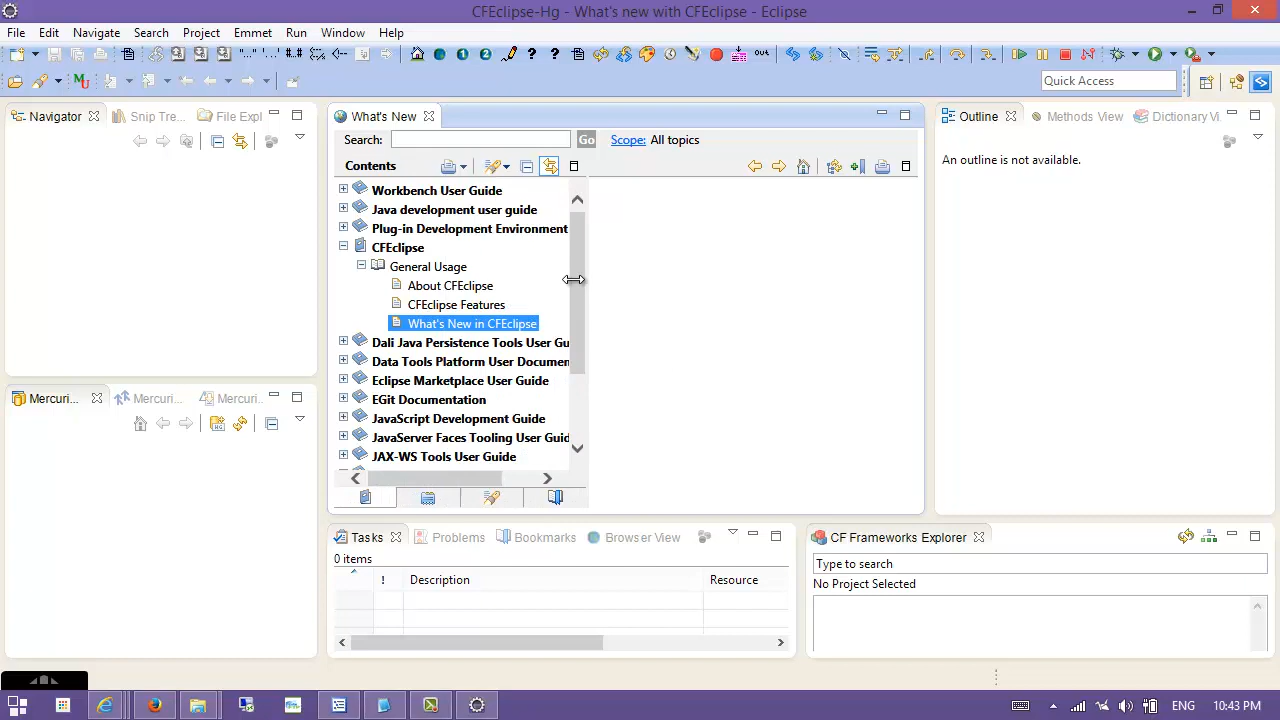 CFEclipse-Hg - What's new with CFEclipse - Eclipse
File Edit Navigate Search Project Emmet Run Window Help
Quick Access
Navigator
Snip Tre...
File Expl
What's New
Outline
Methods View
Dictionary Vi.
Search:
Go
Scope: All topics
Contents
An outline is not available.
Workbench User Guide
Java development user guide
Plug-in Development Environment
CFEclipse
General Usage
About CFEclipse
CFEclipse Features
What's New in CFEclipse
Dali Java Persistence Tools User Gu
Data Tools Platform User Documen
Eclipse Marketplace User Guide
EGit Documentation
JavaScript Development Guide
JavaServer Faces Tooling User Guid
JAX-WS Tools User Guide
Mercuri...
Mercuri...
Mercuri..
Tasks
Problems
Bookmarks
Browser View
CF Frameworks Explorer
0 items
Type to search
! Description Resource
No Project Selected
ENG 10:43 PM